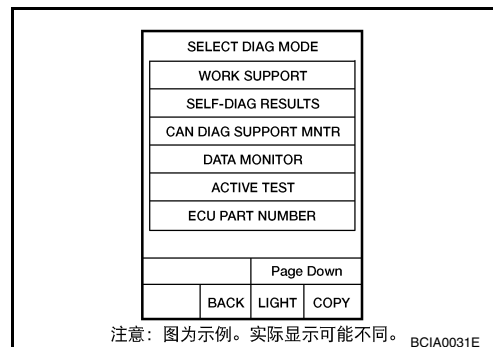 SELECT DIAG MODE
WORK SUPPORT
SELF-DIAG RESULTS
CAN DIAG SUPPORT MNTR
DATA MONITOR
ACTIVE TEST
ECU PART NUMBER
Page Down
BACK LIGHT COPY
注意：图为示例。实际显示可能不同。 BCIA0031E